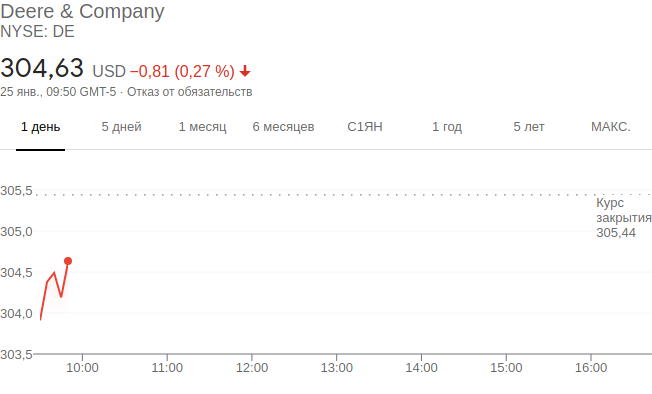 Deere & Company
NYSE: DE
304,63 USD −0,81 (0,27 %)
25 янв., 09:50 GMT-5 · Отказ от обязательств
1 день 5 дней 1 месяц 6 месяцев С1ЯН 1 год 5 лет МАКС.
305,5
Курс
закрытия
305,44
305,0
304,5
304,0
303,5
10:00 11:00 12:00 13:00 14:00 15:00 16:00